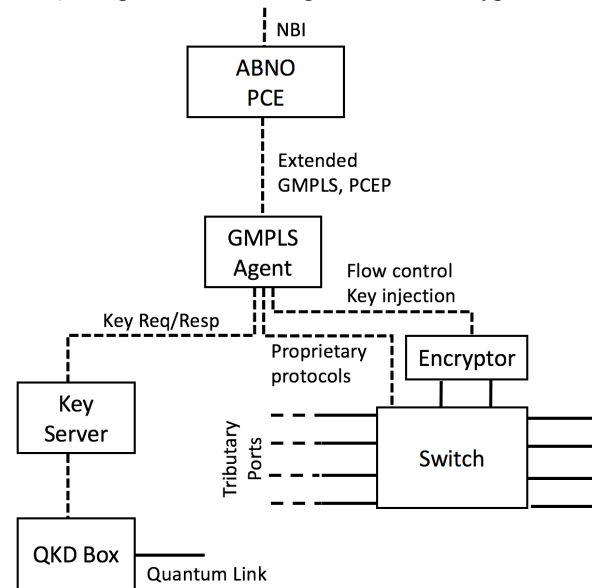 NBI
ABNO
PCE
Extended
GMPLS, PCEP
GMPLS
Agent
Flow control
Key injection
Key Req/Resp
Proprietary
protocols
Encryptor
Key
Server
Tributary
Ports
Switch
QKD Box
Quantum Link